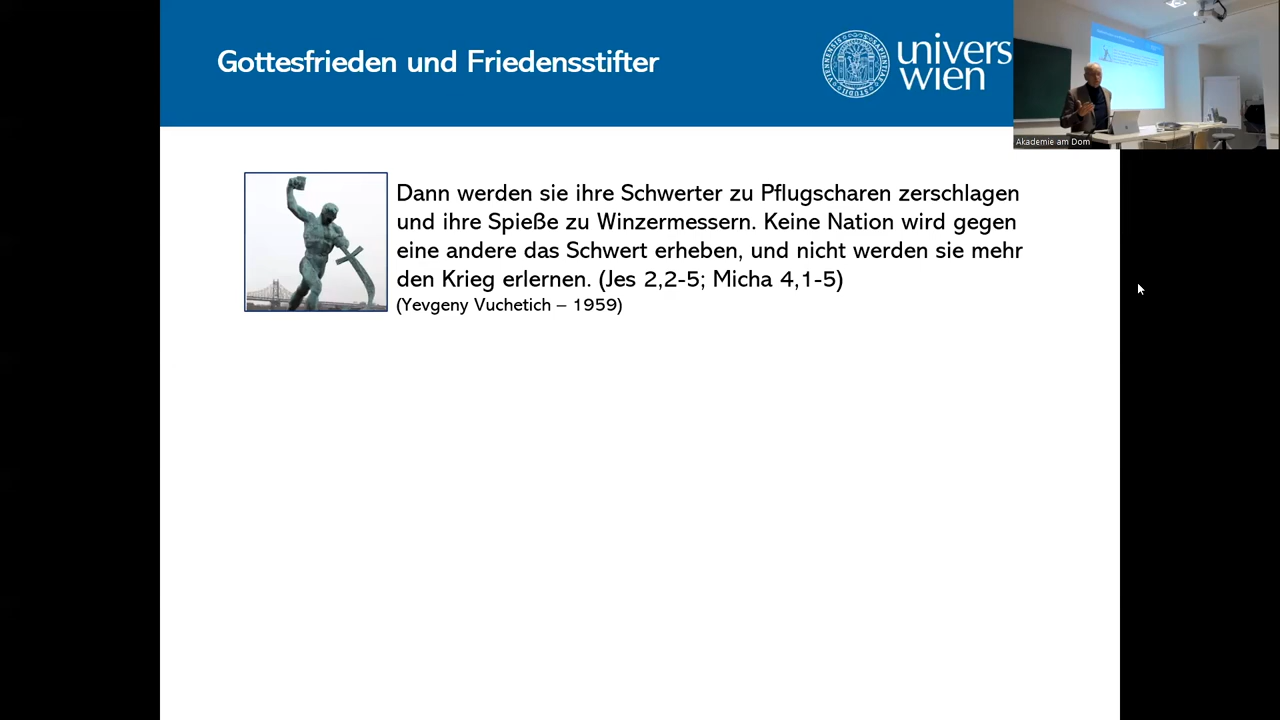 Gottesfrieden und Friedensstifter
univers
wien
Akademie am Dom
Dann werden sie ihre Schwerter zu Pflugscharen zerschlagen
und ihre Spieße zu Winzermessern. Keine Nation wird gegen
eine andere das Schwert erheben, und nicht werden sie mehr
den Krieg erlernen. (Jes 2,2-5; Micha 4,1-5)
(Yevgeny Vuchetich – 1959)